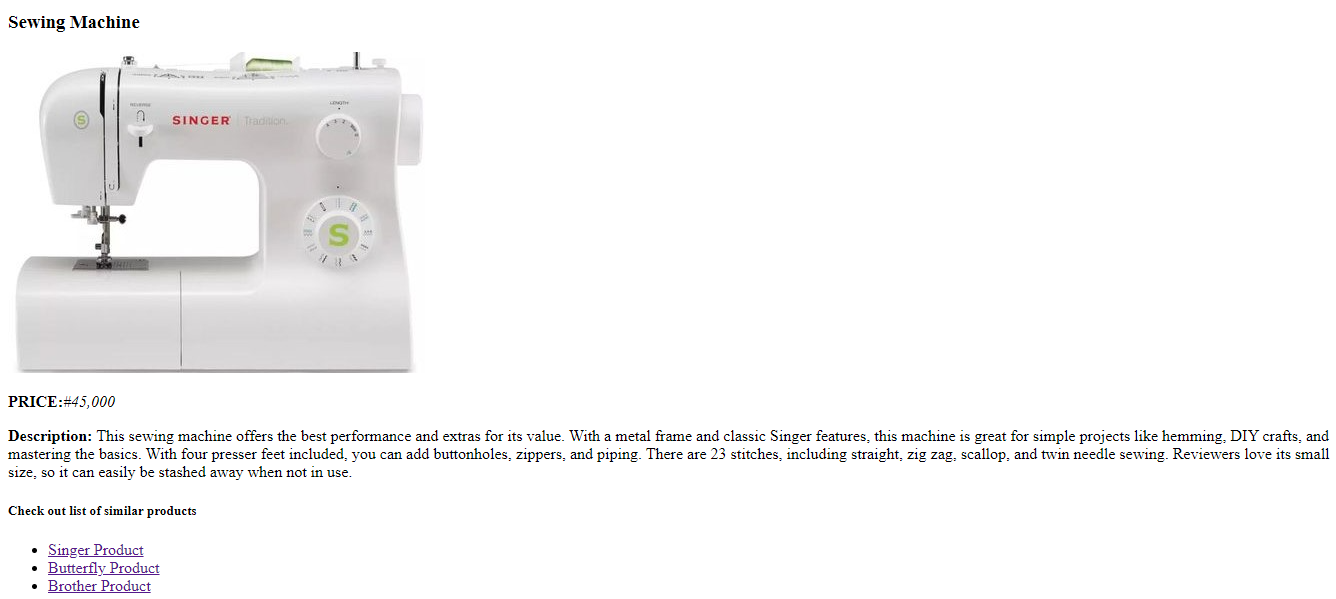 Sewing Machine
REVERSE
LENGTH
S
SINGER Tradition
S
PRICE:#45,000
Description: This sewing machine offers the best performance and extras for its value. With a metal frame and classic Singer features, this machine is great for simple projects like hemming, DIY crafts, and
mastering the basics. With four presser feet included, you can add buttonholes, zippers, and piping. There are 23 stitches, including straight, zig zag, scallop, and twin needle sewing. Reviewers love its small
size, so it can easily be stashed away when not in use.
Check out list of similar products
Singer Product
Butterfly Product
Brother Product